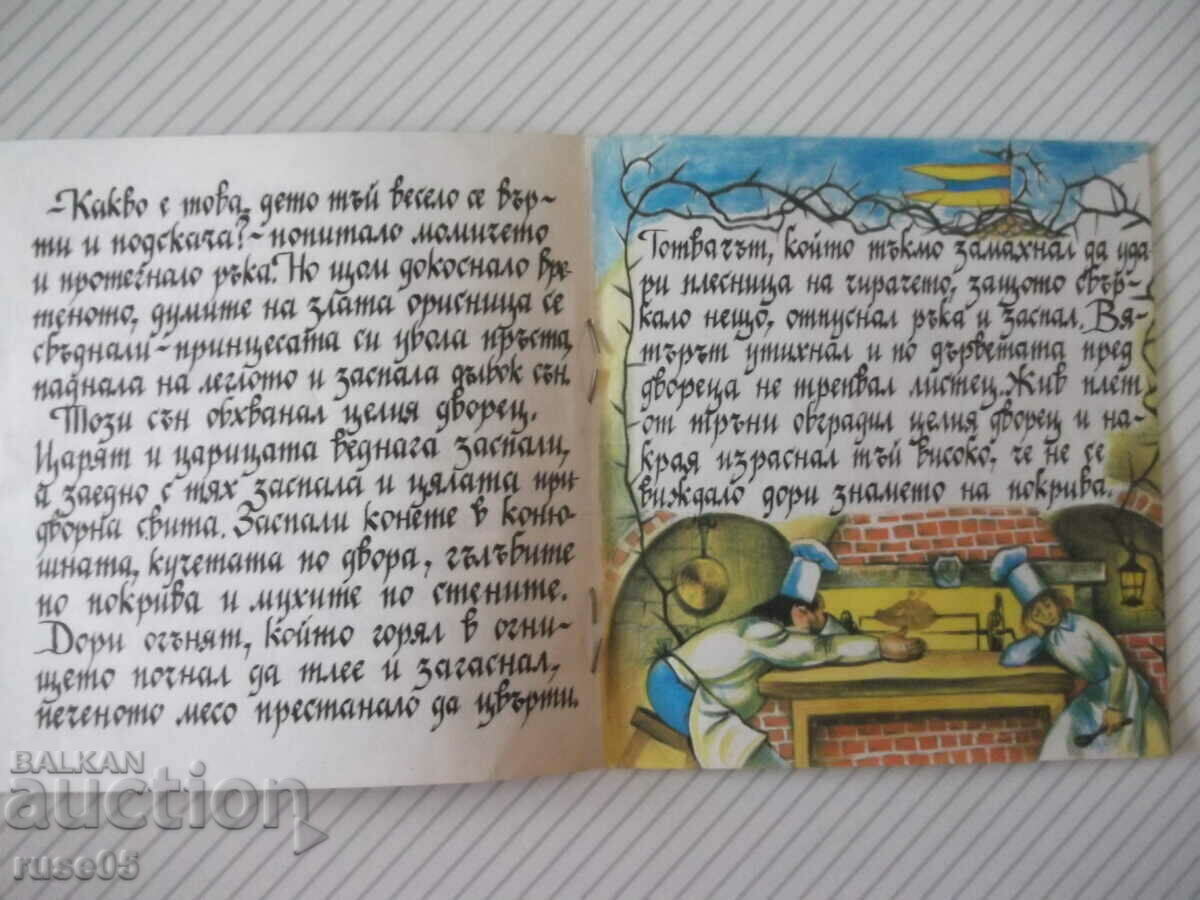 – Какво е това, дето тъй весело се вър-
ти и подскача? – попитало момичето
и протегнало ръка. Но щом докоснало вре-
теното, думите на злата орисница се
сбъднали – принцесата си убола пръста,
паднала на леглото и заспала дълбок сън.
Този сън обхванал целия дворец.
Царят и царицата веднага заспали,
а заедно с тях заспала и цялата при-
дворна свита. Заспали конете в коню-
шната, кучетата по двора, гълъбите
по покрива и мухите по стените.
Дори огънят, който горял в огни-
щето почнал да тлее и загаснал,
печеното месо престанало да цвърти.
Готвачът, който тъкмо замахнал да уда-
ри плесница на чирачето, защото свър-
кало нещо, отпуснал ръка и заспал. Вя-
търът утихнал и по дърветата пред
двореца не трепвал листец. Жив плет
от тръни обградил целия дворец и на-
края израснал тъй високо, че не се
виждало дори знамето на покрива.
BALKAN
auction
ruse05